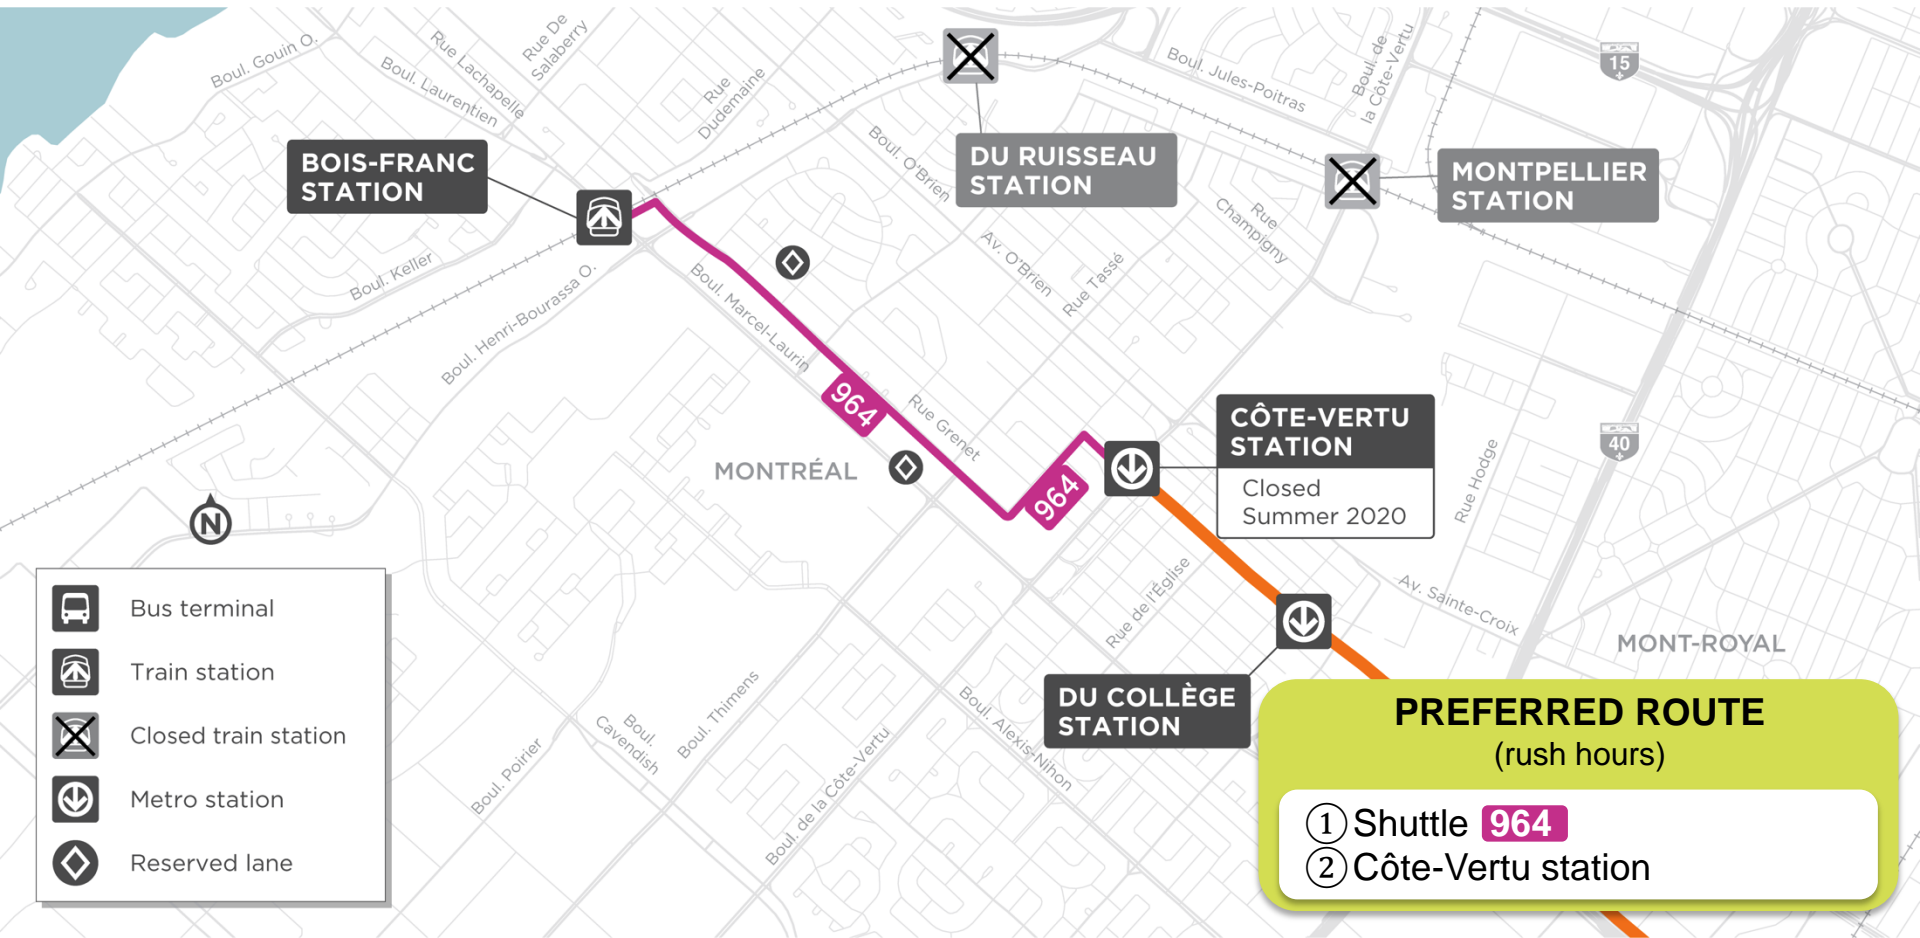 Boul. Gouin O.
Rue Lachapelle
Rue De
Salaberry
Boul. Laurentien
Rue
Dudemaine
Boul. Jules-Poitras
Boul. de
la Côte-Vertu
15
BOIS-FRANC
STATION
Boul. O'Brien
DU RUISSEAU
STATION
MONTPELLIER
STATION
Rue
Champigny
Boul. Keller
Boul. Henri-Bourassa O.
Boul. Marcel-Laurin
Av. O'Brien
Rue Tassé
964
Rue Grenet
CÔTE-VERTU
STATION
Closed
Summer 2020
40
Rue Hodge
MONTRÉAL
964
N
Rue de l'Église
Av. Sainte-Croix
MONT-ROYAL
Bus terminal
Train station
Closed train station
Metro station
Reserved lane
Boul. Poirier
Boul.
Cavendish
Boul. Thimens
Boul. de la Côte-Vertu
Boul. Alexis-Nihon
DU COLLÈGE
STATION
PREFERRED ROUTE
(rush hours)
① Shuttle 964
② Côte-Vertu station